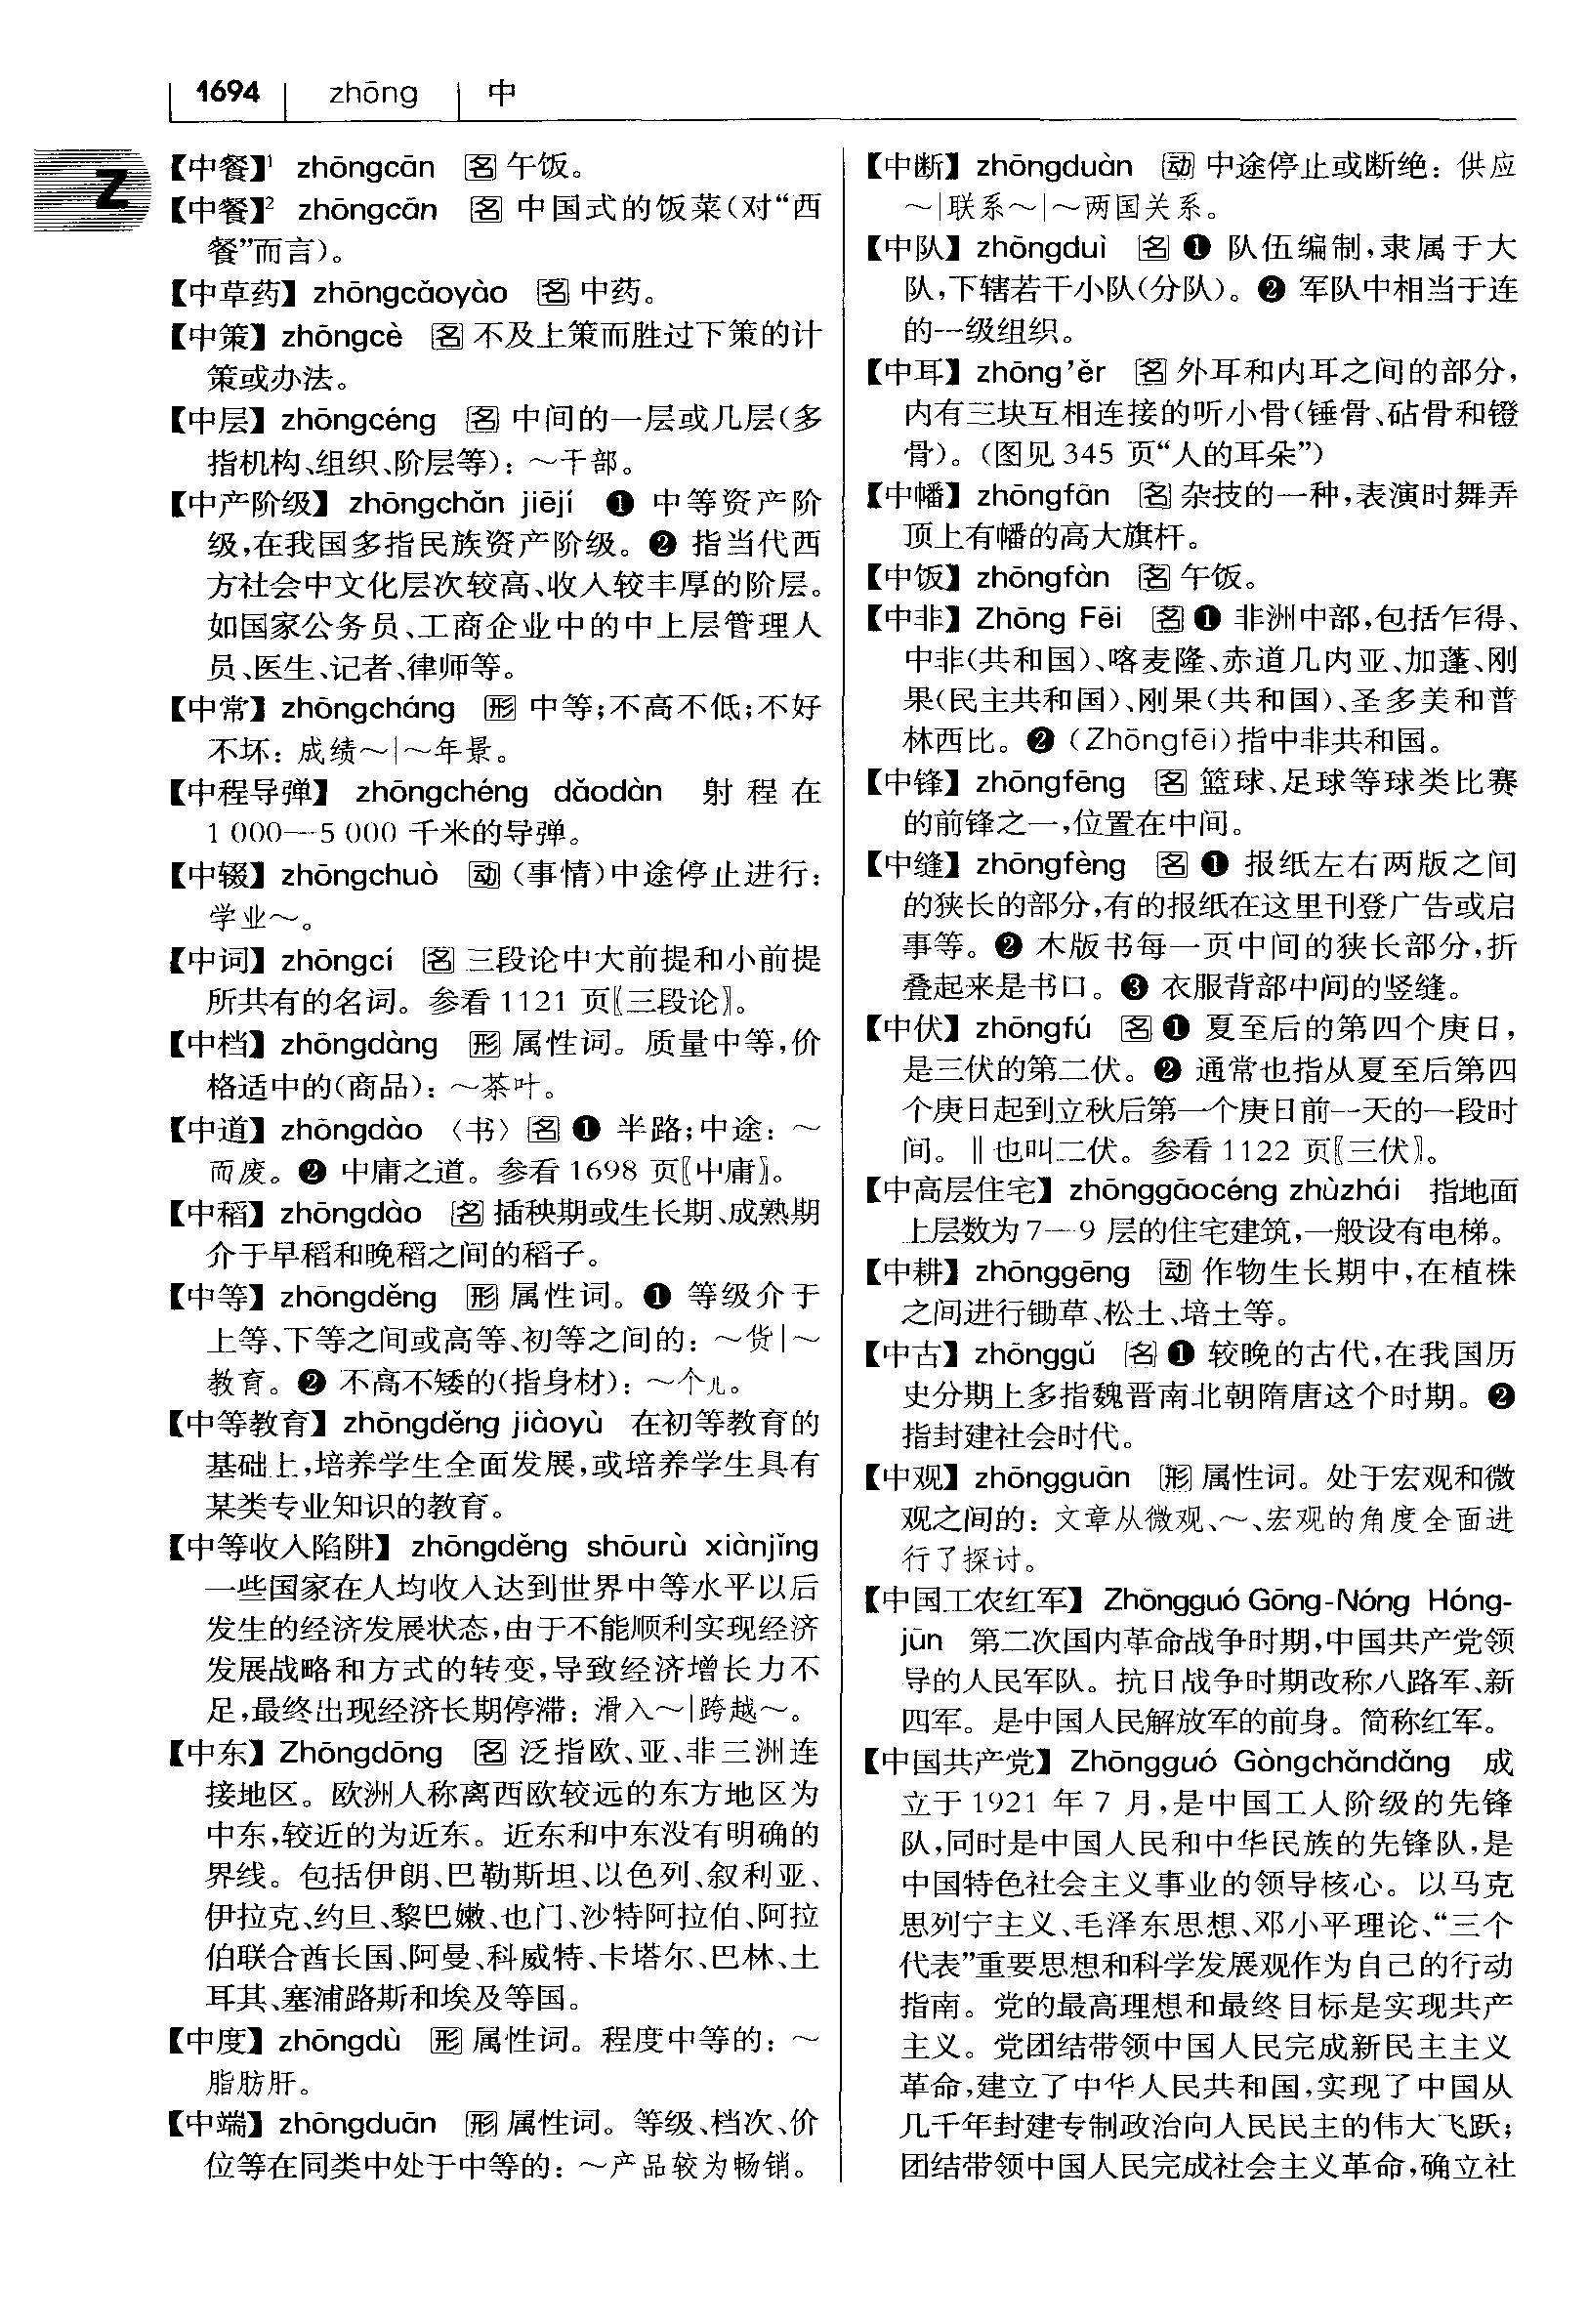 1694 zhōng 中
Z
【中餐】¹ zhōngcān 名 午饭。
【中餐】² zhōngcān 名 中国式的饭菜(对“西
餐”而言)。
【中草药】zhōngcǎoyào 名 中药。
【中策】zhōngcè 名 不及上策而胜过下策的计
策或办法。
【中层】zhōngcéng 名 中间的一层或几层(多
指机构、组织、阶层等)：～干部。
【中产阶级】zhōngchǎn jiējí ❶ 中等资产阶
级,在我国多指民族资产阶级。❷ 指当代西
方社会中文化层次较高、收入较丰厚的阶层。
如国家公务员、工商企业中的中上层管理人
员、医生、记者、律师等。
【中常】zhōngcháng 形 中等;不高不低;不好
不坏：成绩～|～年景。
【中程导弹】zhōngchéng dǎodàn 射程在
1 000—5 000 千米的导弹。
【中辍】zhōngchuò 动 (事情)中途停止进行：
学业～。
【中词】zhōngcí 名 三段论中大前提和小前提
所共有的名词。参看 1121 页〖三段论〗。
【中档】zhōngdàng 形 属性词。质量中等,价
格适中的(商品)：～茶叶。
【中道】zhōngdào 〈书〉名 ❶ 半路;中途：～
而废。❷ 中庸之道。参看 1698 页〖中庸〗。
【中稻】zhōngdào 名 插秧期或生长期、成熟期
介于早稻和晚稻之间的稻子。
【中等】zhōngděng 形 属性词。❶ 等级介于
上等、下等之间或高等、初等之间的：～货|～
教育。❷ 不高不矮的(指身材)：～个儿。
【中等教育】zhōngděng jiàoyù 在初等教育的
基础上,培养学生全面发展,或培养学生具有
某类专业知识的教育。
【中等收入陷阱】zhōngděng shōurù xiànjǐng
一些国家在人均收入达到世界中等水平以后
发生的经济发展状态,由于不能顺利实现经济
发展战略和方式的转变,导致经济增长力不
足,最终出现经济长期停滞：滑入～|跨越～。
【中东】Zhōngdōng 名 泛指欧、亚、非三洲连
接地区。欧洲人称离西欧较远的东方地区为
中东,较近的为近东。近东和中东没有明确的
界线。包括伊朗、巴勒斯坦、以色列、叙利亚、
伊拉克、约旦、黎巴嫩、也门、沙特阿拉伯、阿拉
伯联合酋长国、阿曼、科威特、卡塔尔、巴林、土
耳其、塞浦路斯和埃及等国。
【中度】zhōngdù 形 属性词。程度中等的：～
脂肪肝。
【中端】zhōngduān 形 属性词。等级、档次、价
位等在同类中处于中等的：～产品较为畅销。
【中断】zhōngduàn 动 中途停止或断绝：供应
～|联系～|～两国关系。
【中队】zhōngduì 名 ❶ 队伍编制,隶属于大
队,下辖若干小队(分队)。❷ 军队中相当于连
的一级组织。
【中耳】zhōng’ěr 名 外耳和内耳之间的部分,
内有三块互相连接的听小骨(锤骨、砧骨和镫
骨)。(图见 345 页“人的耳朵”)
【中幡】zhōngfān 名 杂技的一种,表演时舞弄
顶上有幡的高大旗杆。
【中饭】zhōngfàn 名 午饭。
【中非】Zhōng Fēi 名 ❶ 非洲中部,包括乍得、
中非(共和国)、喀麦隆、赤道几内亚、加蓬、刚
果(民主共和国)、刚果(共和国)、圣多美和普
林西比。❷ (Zhōngfēi)指中非共和国。
【中锋】zhōngfēng 名 篮球、足球等球类比赛
的前锋之一,位置在中间。
【中缝】zhōngfèng 名 ❶ 报纸左右两版之间
的狭长的部分,有的报纸在这里刊登广告或启
事等。❷ 木版书每一页中间的狭长部分,折
叠起来是书口。❸ 衣服背部中间的竖缝。
【中伏】zhōngfú 名 ❶ 夏至后的第四个庚日,
是三伏的第二伏。❷ 通常也指从夏至后第四
个庚日起到立秋后第一个庚日前一天的一段时
间。‖也叫二伏。参看 1122 页〖三伏〗。
【中高层住宅】zhōnggāocéng zhùzhái 指地面
上层数为 7—9 层的住宅建筑,一般设有电梯。
【中耕】zhōnggēng 动 作物生长期中,在植株
之间进行锄草、松土、培土等。
【中古】zhōnggǔ 名 ❶ 较晚的古代,在我国历
史分期上多指魏晋南北朝隋唐这个时期。❷
指封建社会时代。
【中观】zhōngguān 形 属性词。处于宏观和微
观之间的：文章从微观、～、宏观的角度全面进
行了探讨。
【中国工农红军】Zhōngguó Gōng-Nóng Hóng-
jūn 第二次国内革命战争时期,中国共产党领
导的人民军队。抗日战争时期改称八路军、新
四军。是中国人民解放军的前身。简称红军。
【中国共产党】Zhōngguó Gòngchǎndǎng 成
立于 1921 年 7 月,是中国工人阶级的先锋
队,同时是中国人民和中华民族的先锋队,是
中国特色社会主义事业的领导核心。以马克
思列宁主义、毛泽东思想、邓小平理论、“三个
代表”重要思想和科学发展观作为自己的行动
指南。党的最高理想和最终目标是实现共产
主义。党团结带领中国人民完成新民主主义
革命,建立了中华人民共和国,实现了中国从
几千年封建专制政治向人民民主的伟大飞跃;
团结带领中国人民完成社会主义革命,确立社